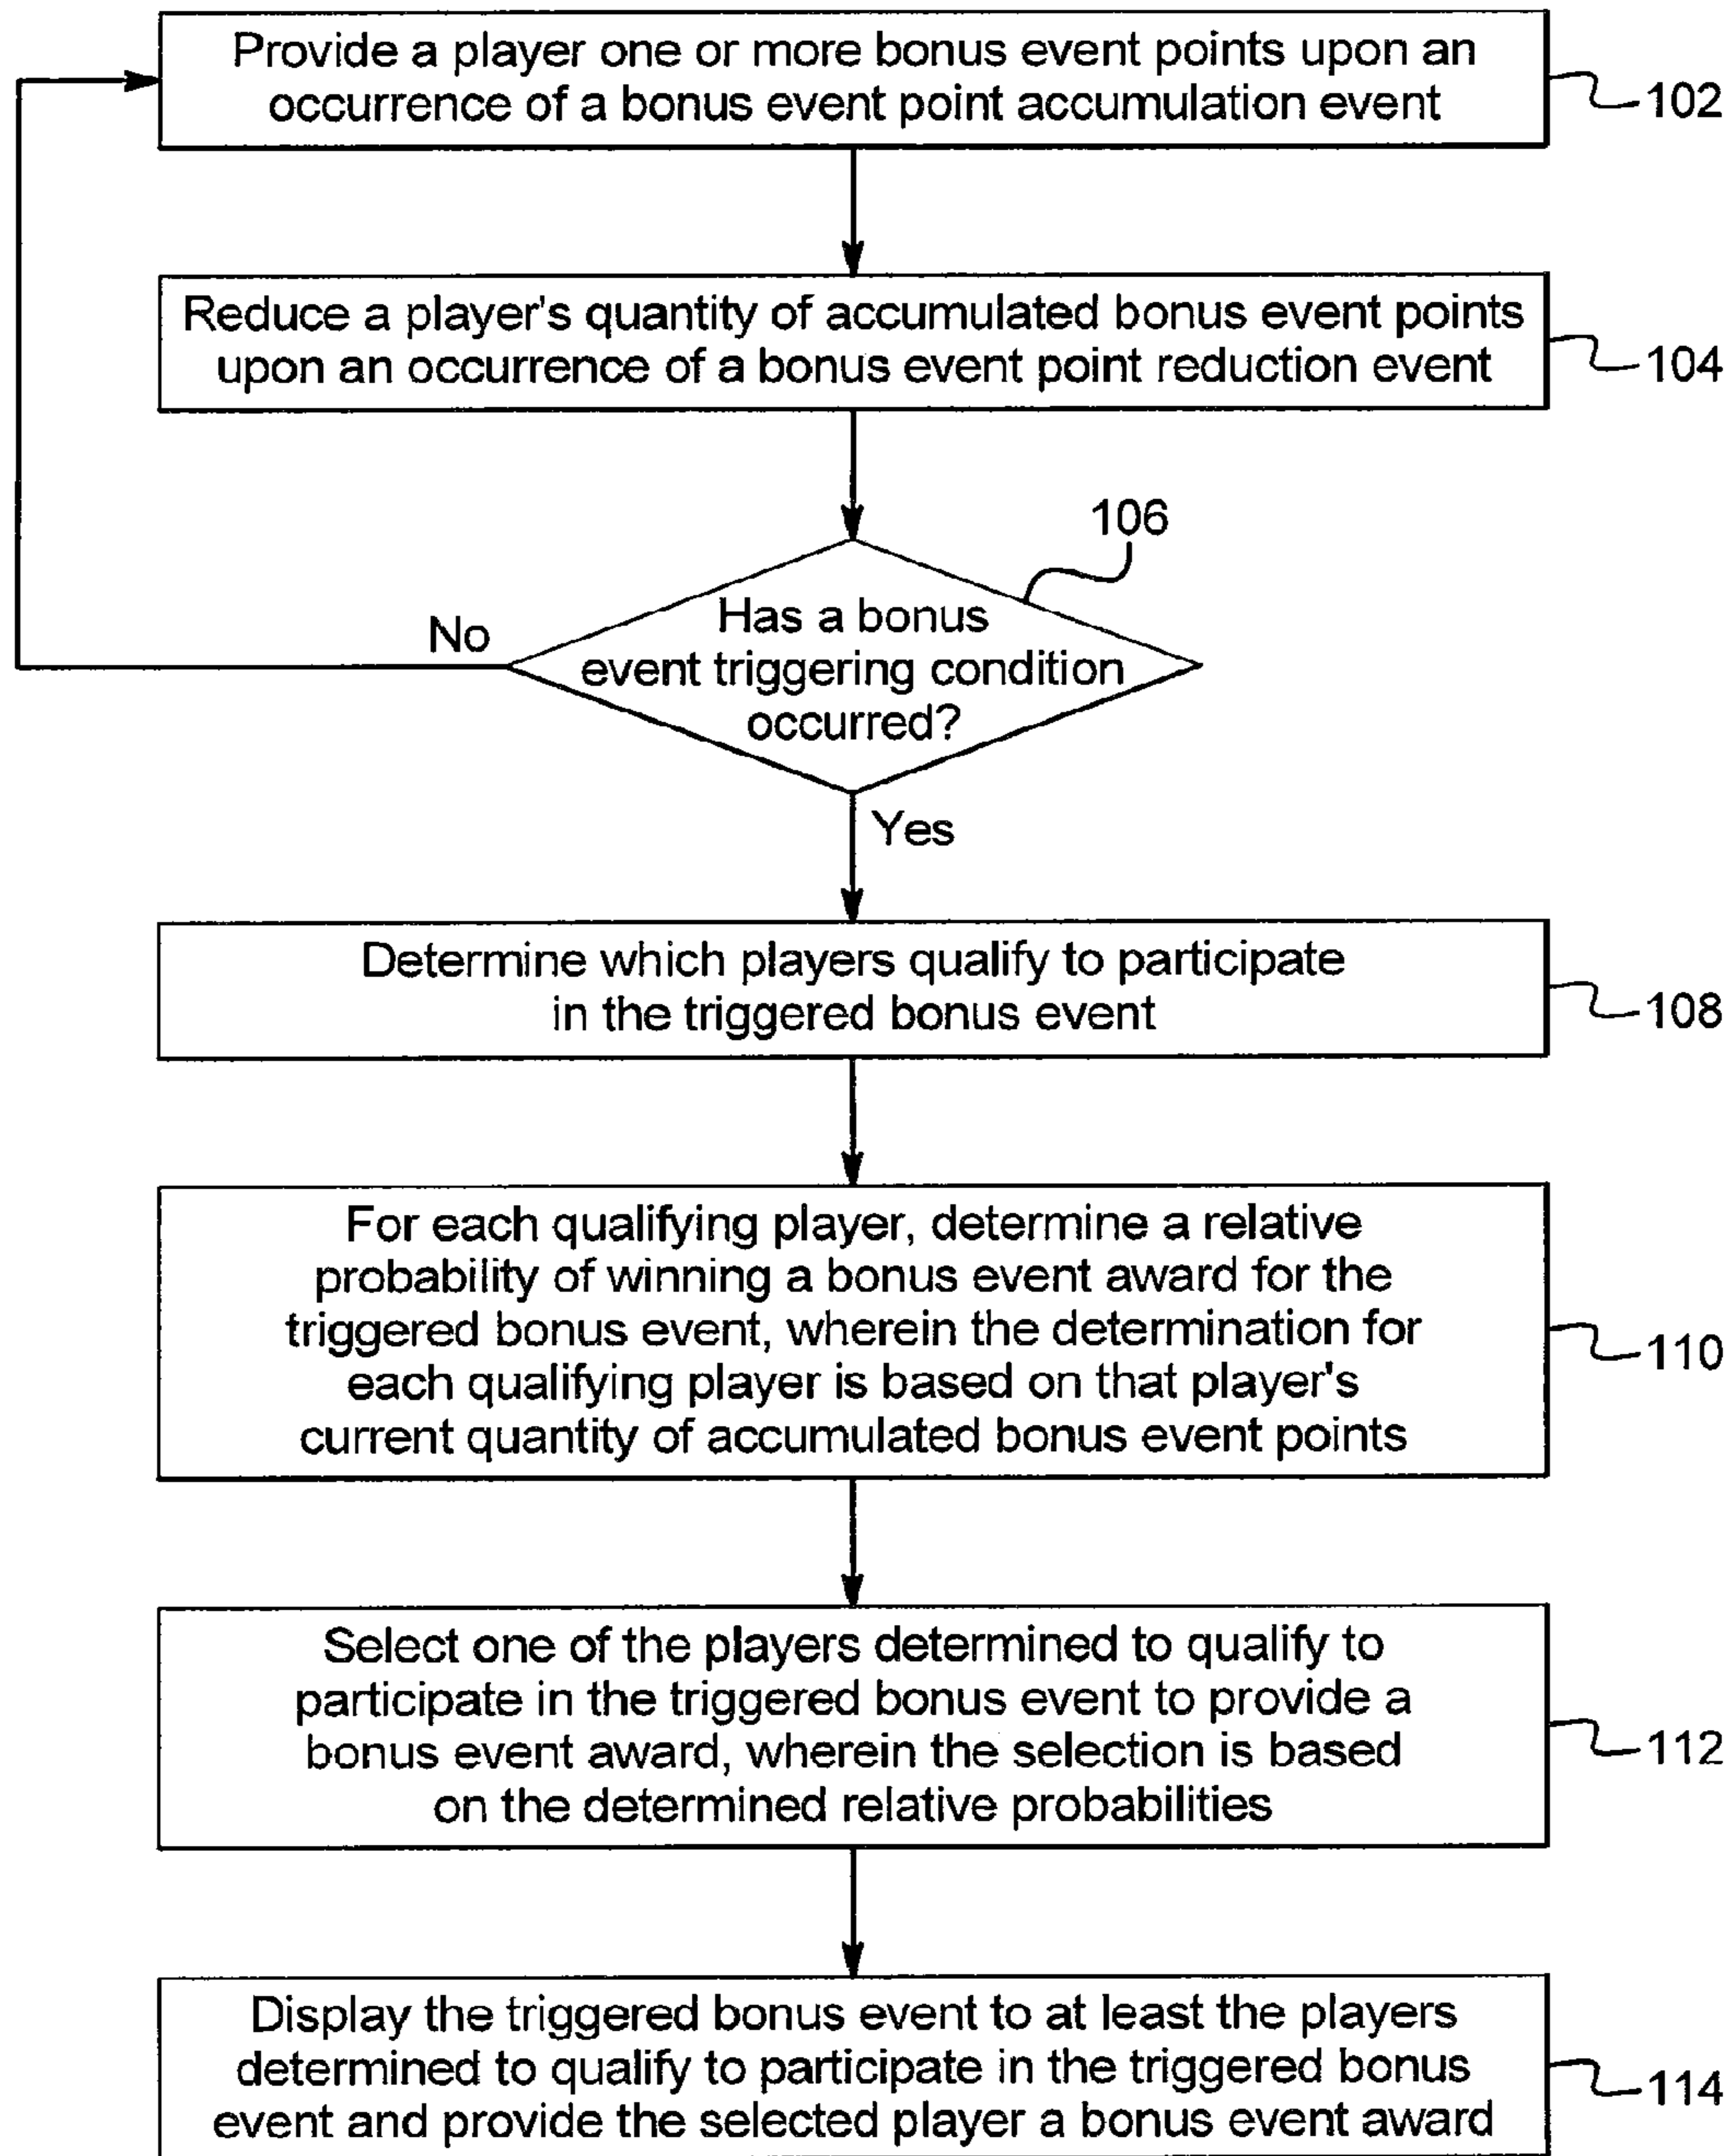 Provide a player one or more bonus event points upon an
occurrence of a bonus event point accumulation event
102
Reduce a player's quantity of accumulated bonus event points
upon an occurrence of a bonus event point reduction event
104
106
Has a bonus
event triggering condition
occurred?
No
Yes
Determine which players qualify to participate
in the triggered bonus event
108
For each qualifying player, determine a relative
probability of winning a bonus event award for the
triggered bonus event, wherein the determination for
each qualifying player is based on that player's
current quantity of accumulated bonus event points
110
Select one of the players determined to qualify to
participate in the triggered bonus event to provide a
bonus event award, wherein the selection is based
on the determined relative probabilities
112
Display the triggered bonus event to at least the players
determined to qualify to participate in the triggered bonus
event and provide the selected player a bonus event award
114